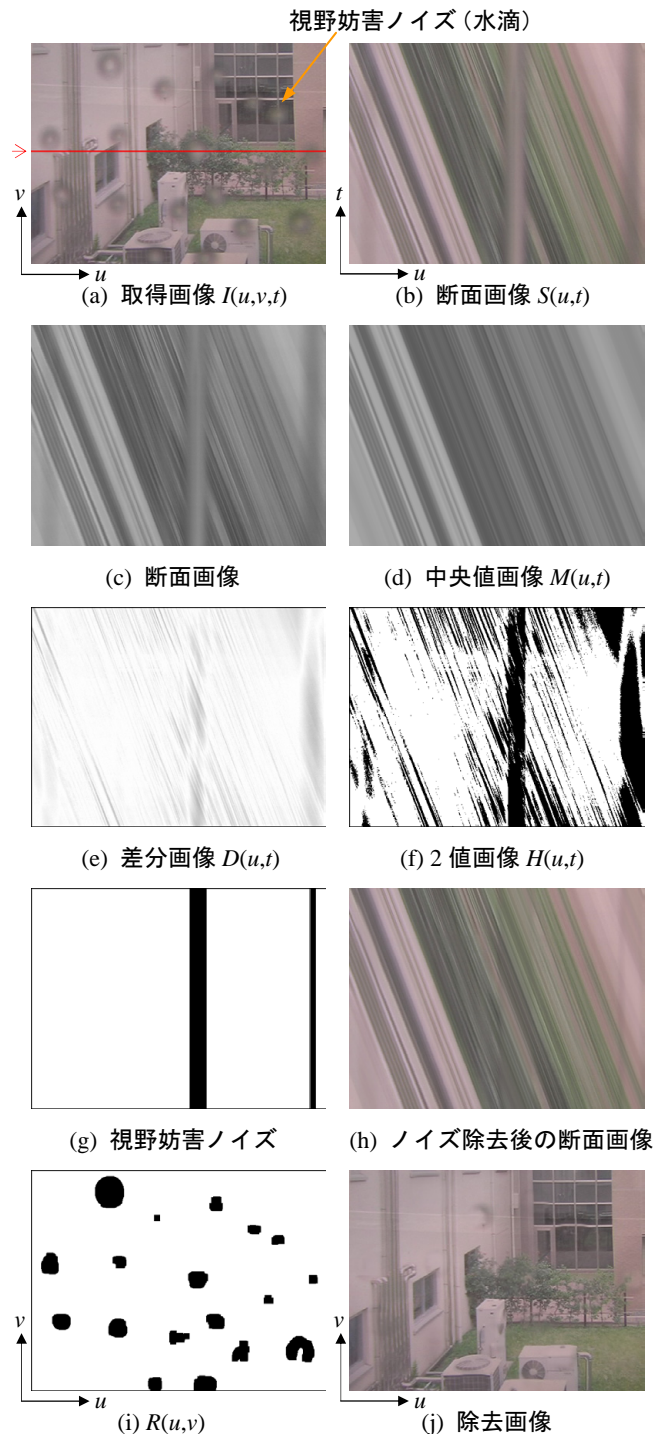 視野妨害ノイズ(水滴)
v
u
t
(a) 取得画像 I(u,v,t)
(b) 断面画像 S(u,t)
(c) 断面画像
(d) 中央値画像 M(u,t)
(e) 差分画像 D(u,t)
(f) 2 値画像 H(u,t)
(g) 視野妨害ノイズ
(h) ノイズ除去後の断面画像
v
u
v
u
(i) R(u,v)
(j) 除去画像